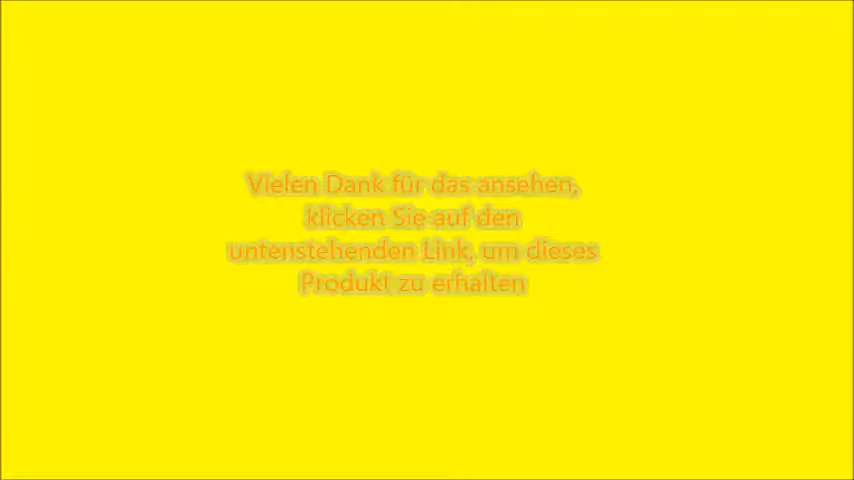 Vielen Dank für das ansehen,
klicken Sie auf den
untenstehenden Link, um dieses
Produkt zu erhalten